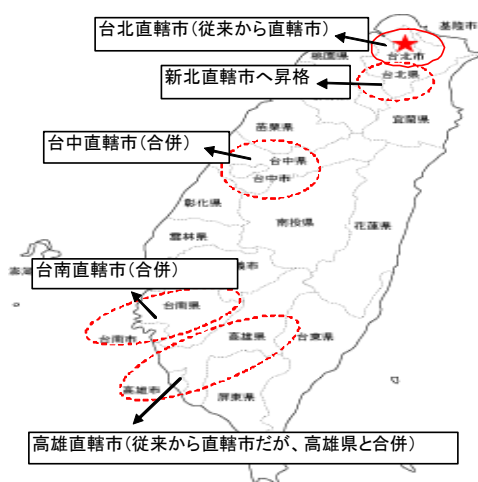 台北直轄市(従来から直轄市)
基隆市
桃園県
台北市
新北直轄市へ昇格
台北県
宜蘭県
苗栗県
台中直轄市(合併)
台中県
台中市
彰化県
南投県
花蓮県
雲林県
台南直轄市(合併)
義市
台南県
台南市
高雄県
台東県
高雄市
屏東県
高雄直轄市(従来から直轄市だが、高雄県と合併)